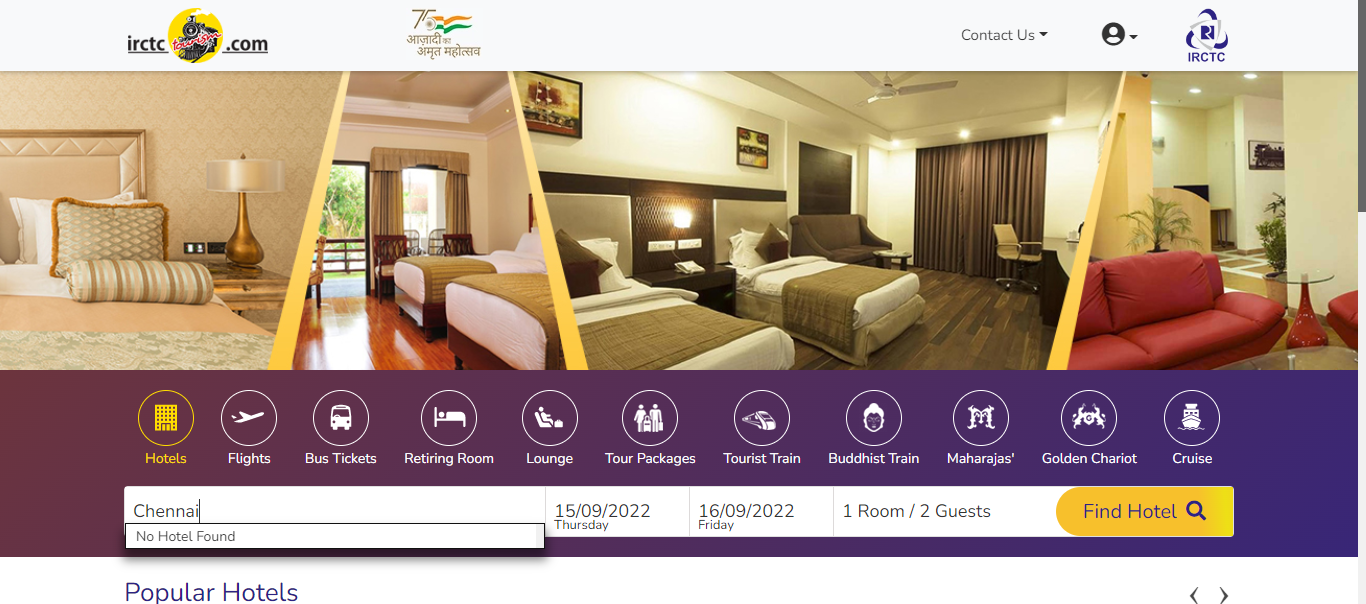 irctc tourism .com
75
आज़ादी का
अमृत महोत्सव
Contact Us
IRCTC
Hotels
Flights
Bus Tickets
Retiring Room
Lounge
Tour Packages
Tourist Train
Buddhist Train
Maharajas'
Golden Chariot
Cruise
Chennai
15/09/2022
Thursday
16/09/2022
Friday
1 Room / 2 Guests
Find Hotel
No Hotel Found
Popular Hotels